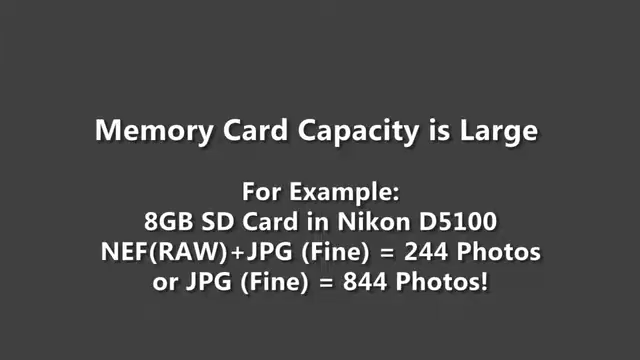 Memory Card Capacity is Large
For Example:
8GB SD Card in Nikon D5100
NEF(RAW)+JPG (Fine) = 244 Photos
or JPG (Fine) = 844 Photos!